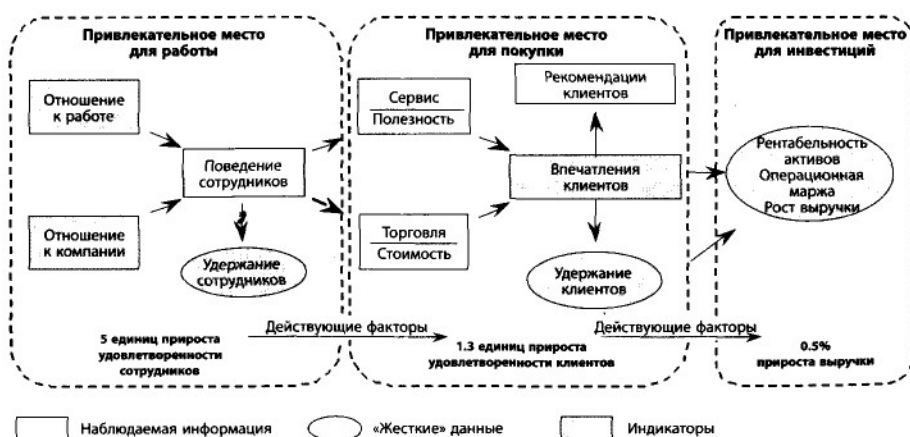 Привлекательное место
для работы
Привлекательное место
для покупки
Привлекательное место
для инвестиций
Отношение
к работе
Поведение
сотрудников
Отношение
к компании
Удержание
сотрудников
Сервис
Полезность
Торговля
Стоимость
Рекомендации
клиентов
Впечатления
клиентов
Удержание
клиентов
Рентабельность
активов
Операционная
маржа
Рост выручки
Действующие факторы
Действующие факторы
5 единиц прироста
удовлетворенности
сотрудников
1.3 единиц прироста
удовлетворенности клиентов
0.5%
прироста выручки
Наблюдаемая информация
«Жесткие» данные
Индикаторы